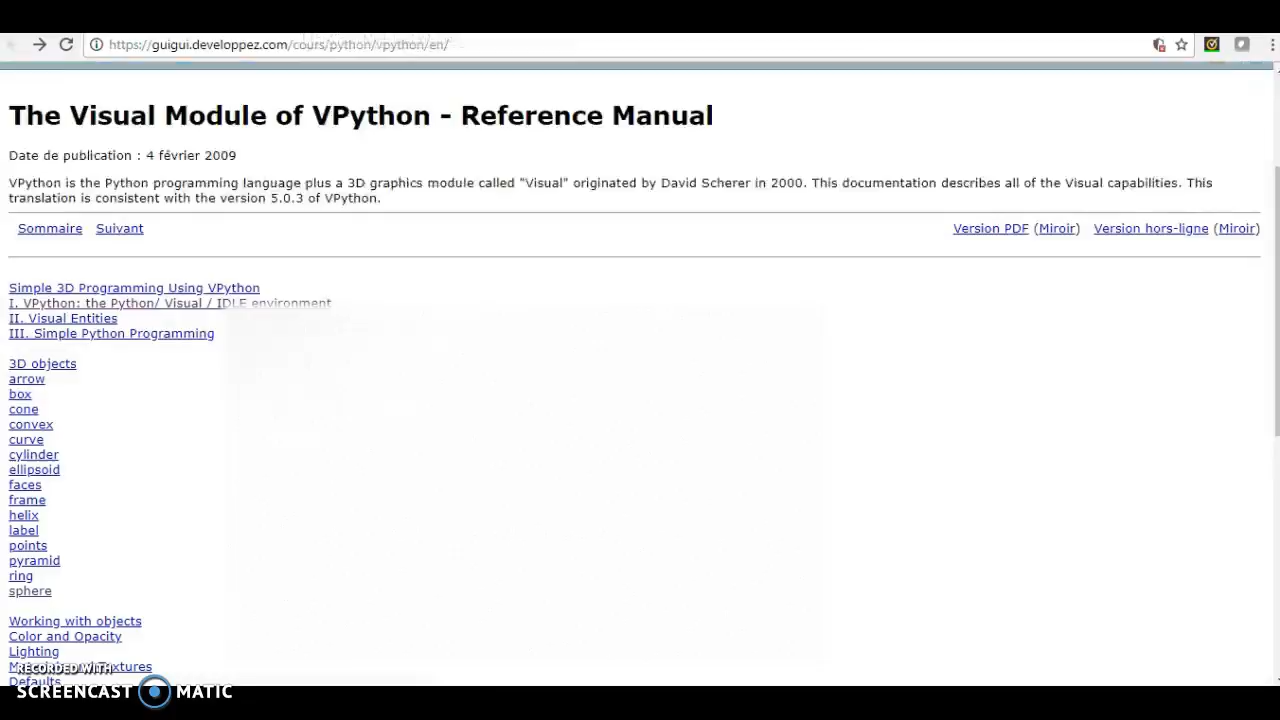 https://guigui.developpez.com/cours/python/vpython/en/
The Visual Module of VPython - Reference Manual
Date de publication : 4 février 2009
VPython is the Python programming language plus a 3D graphics module called "Visual" originated by David Scherer in 2000. This documentation describes all of the Visual capabilities. This
translation is consistent with the version 5.0.3 of VPython.
Sommaire Suivant Version PDF (Miroir) Version hors-ligne (Miroir)
Simple 3D Programming Using VPython
I. VPython: the Python/ Visual / IDLE environment
II. Visual Entities
III. Simple Python Programming
3D objects
arrow
box
cone
convex
curve
cylinder
ellipsoid
faces
frame
helix
label
points
pyramid
ring
sphere
Working with objects
Color and Opacity
Lighting
Defaults
RECORDED WITH
SCREENCAST MATIC